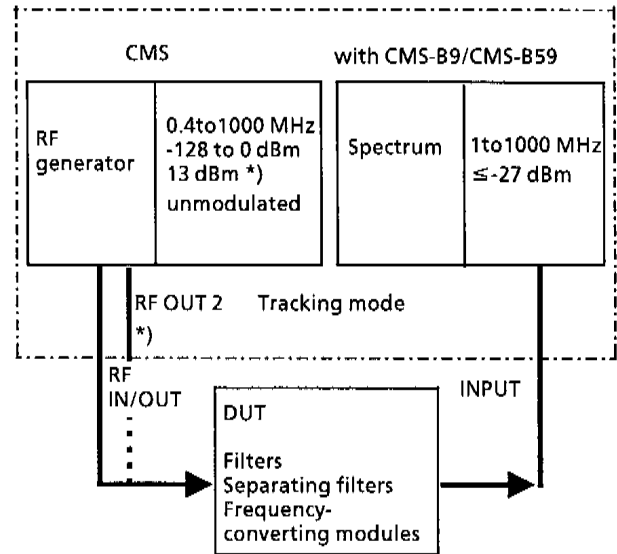 CMS
with CMS-B9/CMS-B59
RF
generator
0.4to1000 MHz
-128 to 0 dBm
13 dBm *)
unmodulated
Spectrum
1to1000 MHz
≦-27 dBm
RF OUT 2
*)
Tracking mode
RF
IN/OUT
INPUT
DUT
Filters
Separating filters
Frequency-
converting modules